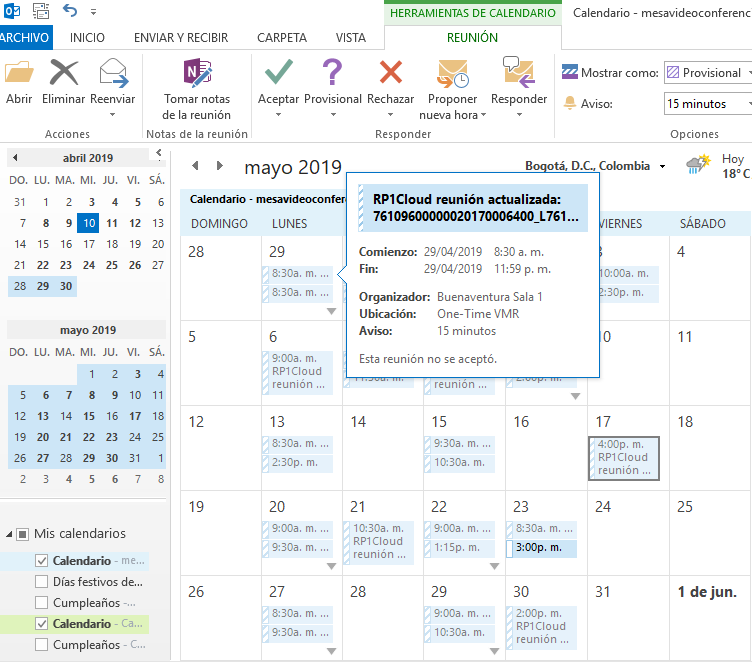 HERRAMIENTAS DE CALENDARIO
Calendario - mesavideoconferenc
ARCHIVO INICIO ENVIAR Y RECIBIR CARPETA VISTA REUNIÓN
Abrir Eliminar Reenviar
Tomar notas de la reunión
Aceptar Provisional Rechazar Proponer nueva hora Responder
Mostrar como: Provisional
Aviso: 15 minutos
Acciones Notas de la reunión Responder Opciones
abril 2019
DO. LU. MA. MI. JU. VI. SÁ.
31 1 2 3 4 5 6
7 8 9 10 11 12 13
14 15 16 17 18 19 20
21 22 23 24 25 26 27
28 29 30
mayo 2019
DO. LU. MA. MI. JU. VI. SÁ.
1 2 3 4
5 6 7 8 9 10 11
12 13 14 15 16 17 18
19 20 21 22 23 24 25
26 27 28 29 30 31 1
2 3 4 5 6 7 8
Mis calendarios
Calendario - me...
Días festivos de...
Cumpleaños -...
Calendario - Ca...
Cumpleaños - C...
mayo 2019
Bogotá, D.C., Colombia
Hoy
18° C
Calendario - mesavideoconfer
DOMINGO LUNES VIERNES SÁBADO
RP1Cloud reunión actualizada:
76109600000020170006400_L761...
Comienzo: 29/04/2019 8:30 a. m.
Fin: 29/04/2019 11:59 p. m.
Organizador: Buenaventura Sala 1
Ubicación: One-Time VMR
Aviso: 15 minutos
Esta reunión no se aceptó.
28 29 3 4
8:30a. m. ... 10:00a. m.
8:30a. m. ... 2:30p. m.
5 6 10 11
9:00a. m.
RP1Cloud
reunión ... 11:30a. m. ... reunión ... 2:00p. m. ...
12 13 14 15 16 17 18
8:30a. m. ... 9:30a. m. ... 4:00p. m.
2:30p. m. 10:30a. m. RP1Cloud
reunión ...
19 20 21 22 23 24 25
9:00a. m. ... 10:30a. m. 9:00a. m. ... 8:30a. m. ...
9:30a. m. ... RP1Cloud 1:15p. m. 3:00p. m.
reunión ...
26 27 28 29 30 31 1 de jun.
8:30a. m. ... 9:00a. m. ... 2:00p. m.
9:30a. m. ... 10:30a. m. RP1Cloud
reunión ...